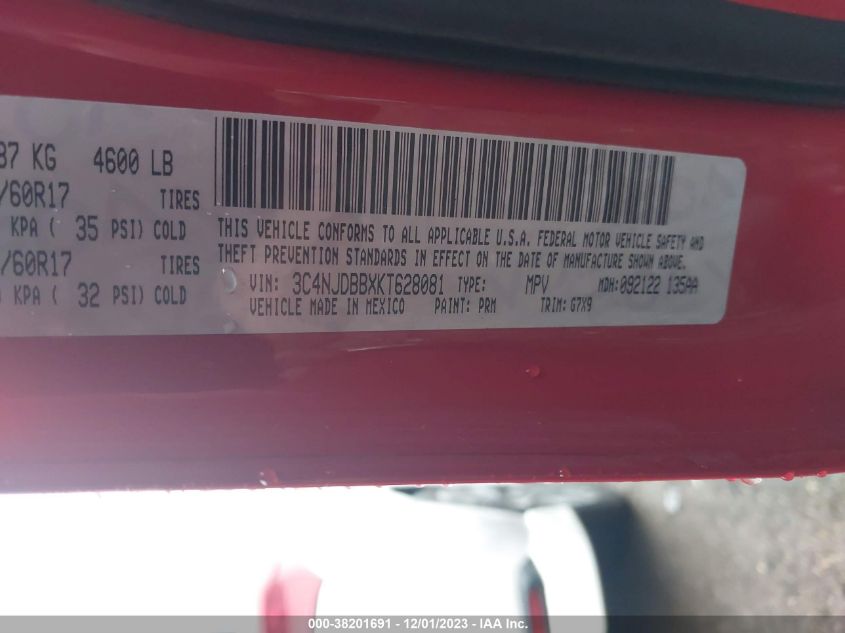 87 KG 4600 LB
/60R17 TIRES
KPA ( 35 PSI) COLD
/60R17 TIRES
KPA ( 32 PSI) COLD
THIS VEHICLE CONFORMS TO ALL APPLICABLE U.S.A. FEDERAL MOTOR VEHICLE SAFETY AND
THEFT PREVENTION STANDARDS IN EFFECT ON THE DATE OF MANUFACTURE SHOWN ABOVE.
VIN: 3C4NJDBBXKT628081 TYPE: MPV MDH: 092122 135AA
VEHICLE MADE IN MEXICO PAINT: PRM TRIM: G7X9
000-38201691 - 12/01/2023 - IAA Inc.